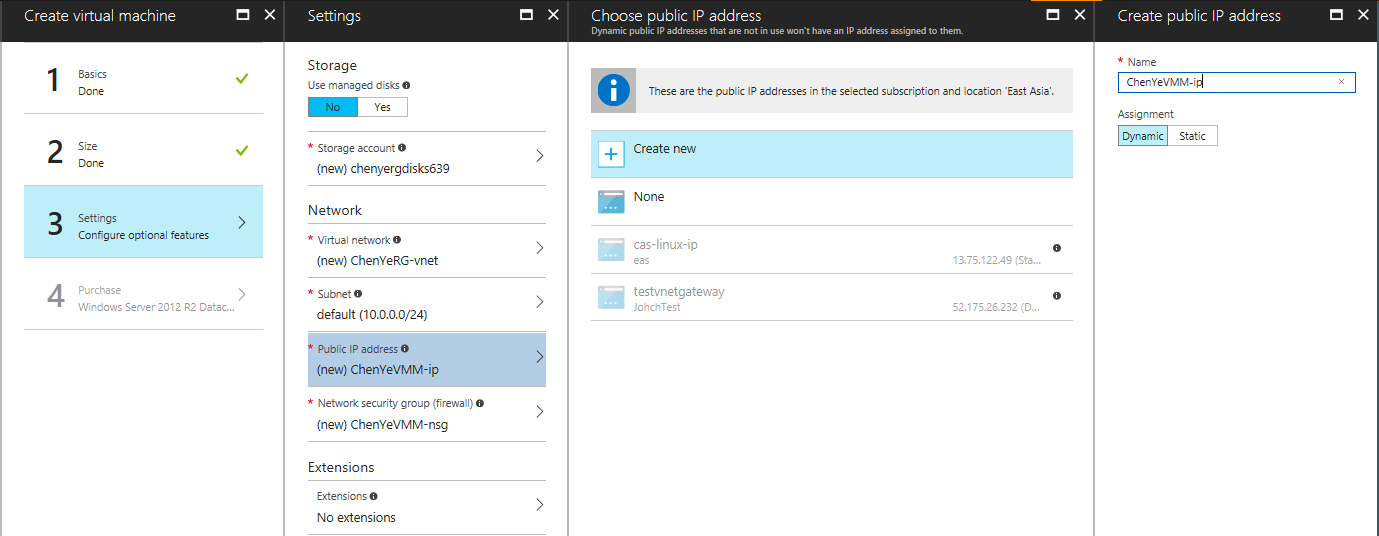 Create virtual machine
1
Basics
Done
2
Size
Done
3
Settings
Configure optional features
4
Purchase
Windows Server 2012 R2 Datac...
Settings
Storage
Use managed disks
No
Yes
* Storage account
(new) chenyergdisks639
Network
* Virtual network
(new) ChenYeRG-vnet
* Subnet
default (10.0.0.0/24)
* Public IP address
(new) ChenYeVMM-ip
* Network security group (firewall)
(new) ChenYeVMM-nsg
Extensions
Extensions
No extensions
Choose public IP address
Dynamic public IP addresses that are not in use won't have an IP address assigned to them.
These are the public IP addresses in the selected subscription and location 'East Asia'.
Create new
None
cas-linux-ip
eas
13.75.122.49 (Sta...
testvnetgateway
JohchTest
52.175.26.232 (D...
Create public IP address
* Name
ChenYeVMM-ip
Assignment
Dynamic
Static